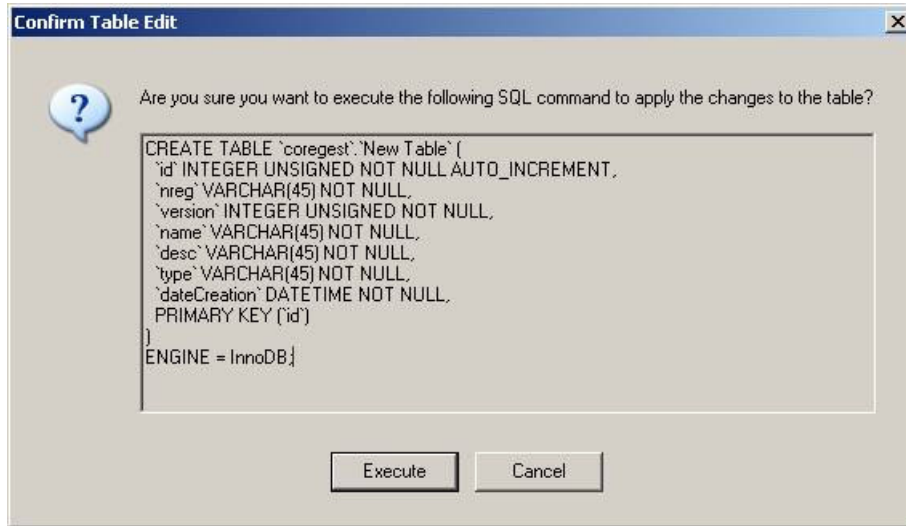 Confirm Table Edit
Are you sure you want to execute the following SQL command to apply the changes to the table?
CREATE TABLE `coregest`.`New Table` (
  `id` INTEGER UNSIGNED NOT NULL AUTO_INCREMENT,
  `nreg` VARCHAR(45) NOT NULL,
  `version` INTEGER UNSIGNED NOT NULL,
  `name` VARCHAR(45) NOT NULL,
  `desc` VARCHAR(45) NOT NULL,
  `type` VARCHAR(45) NOT NULL,
  `dateCreation` DATETIME NOT NULL,
  PRIMARY KEY (`id`)
)
ENGINE = InnoDB;
Execute Cancel